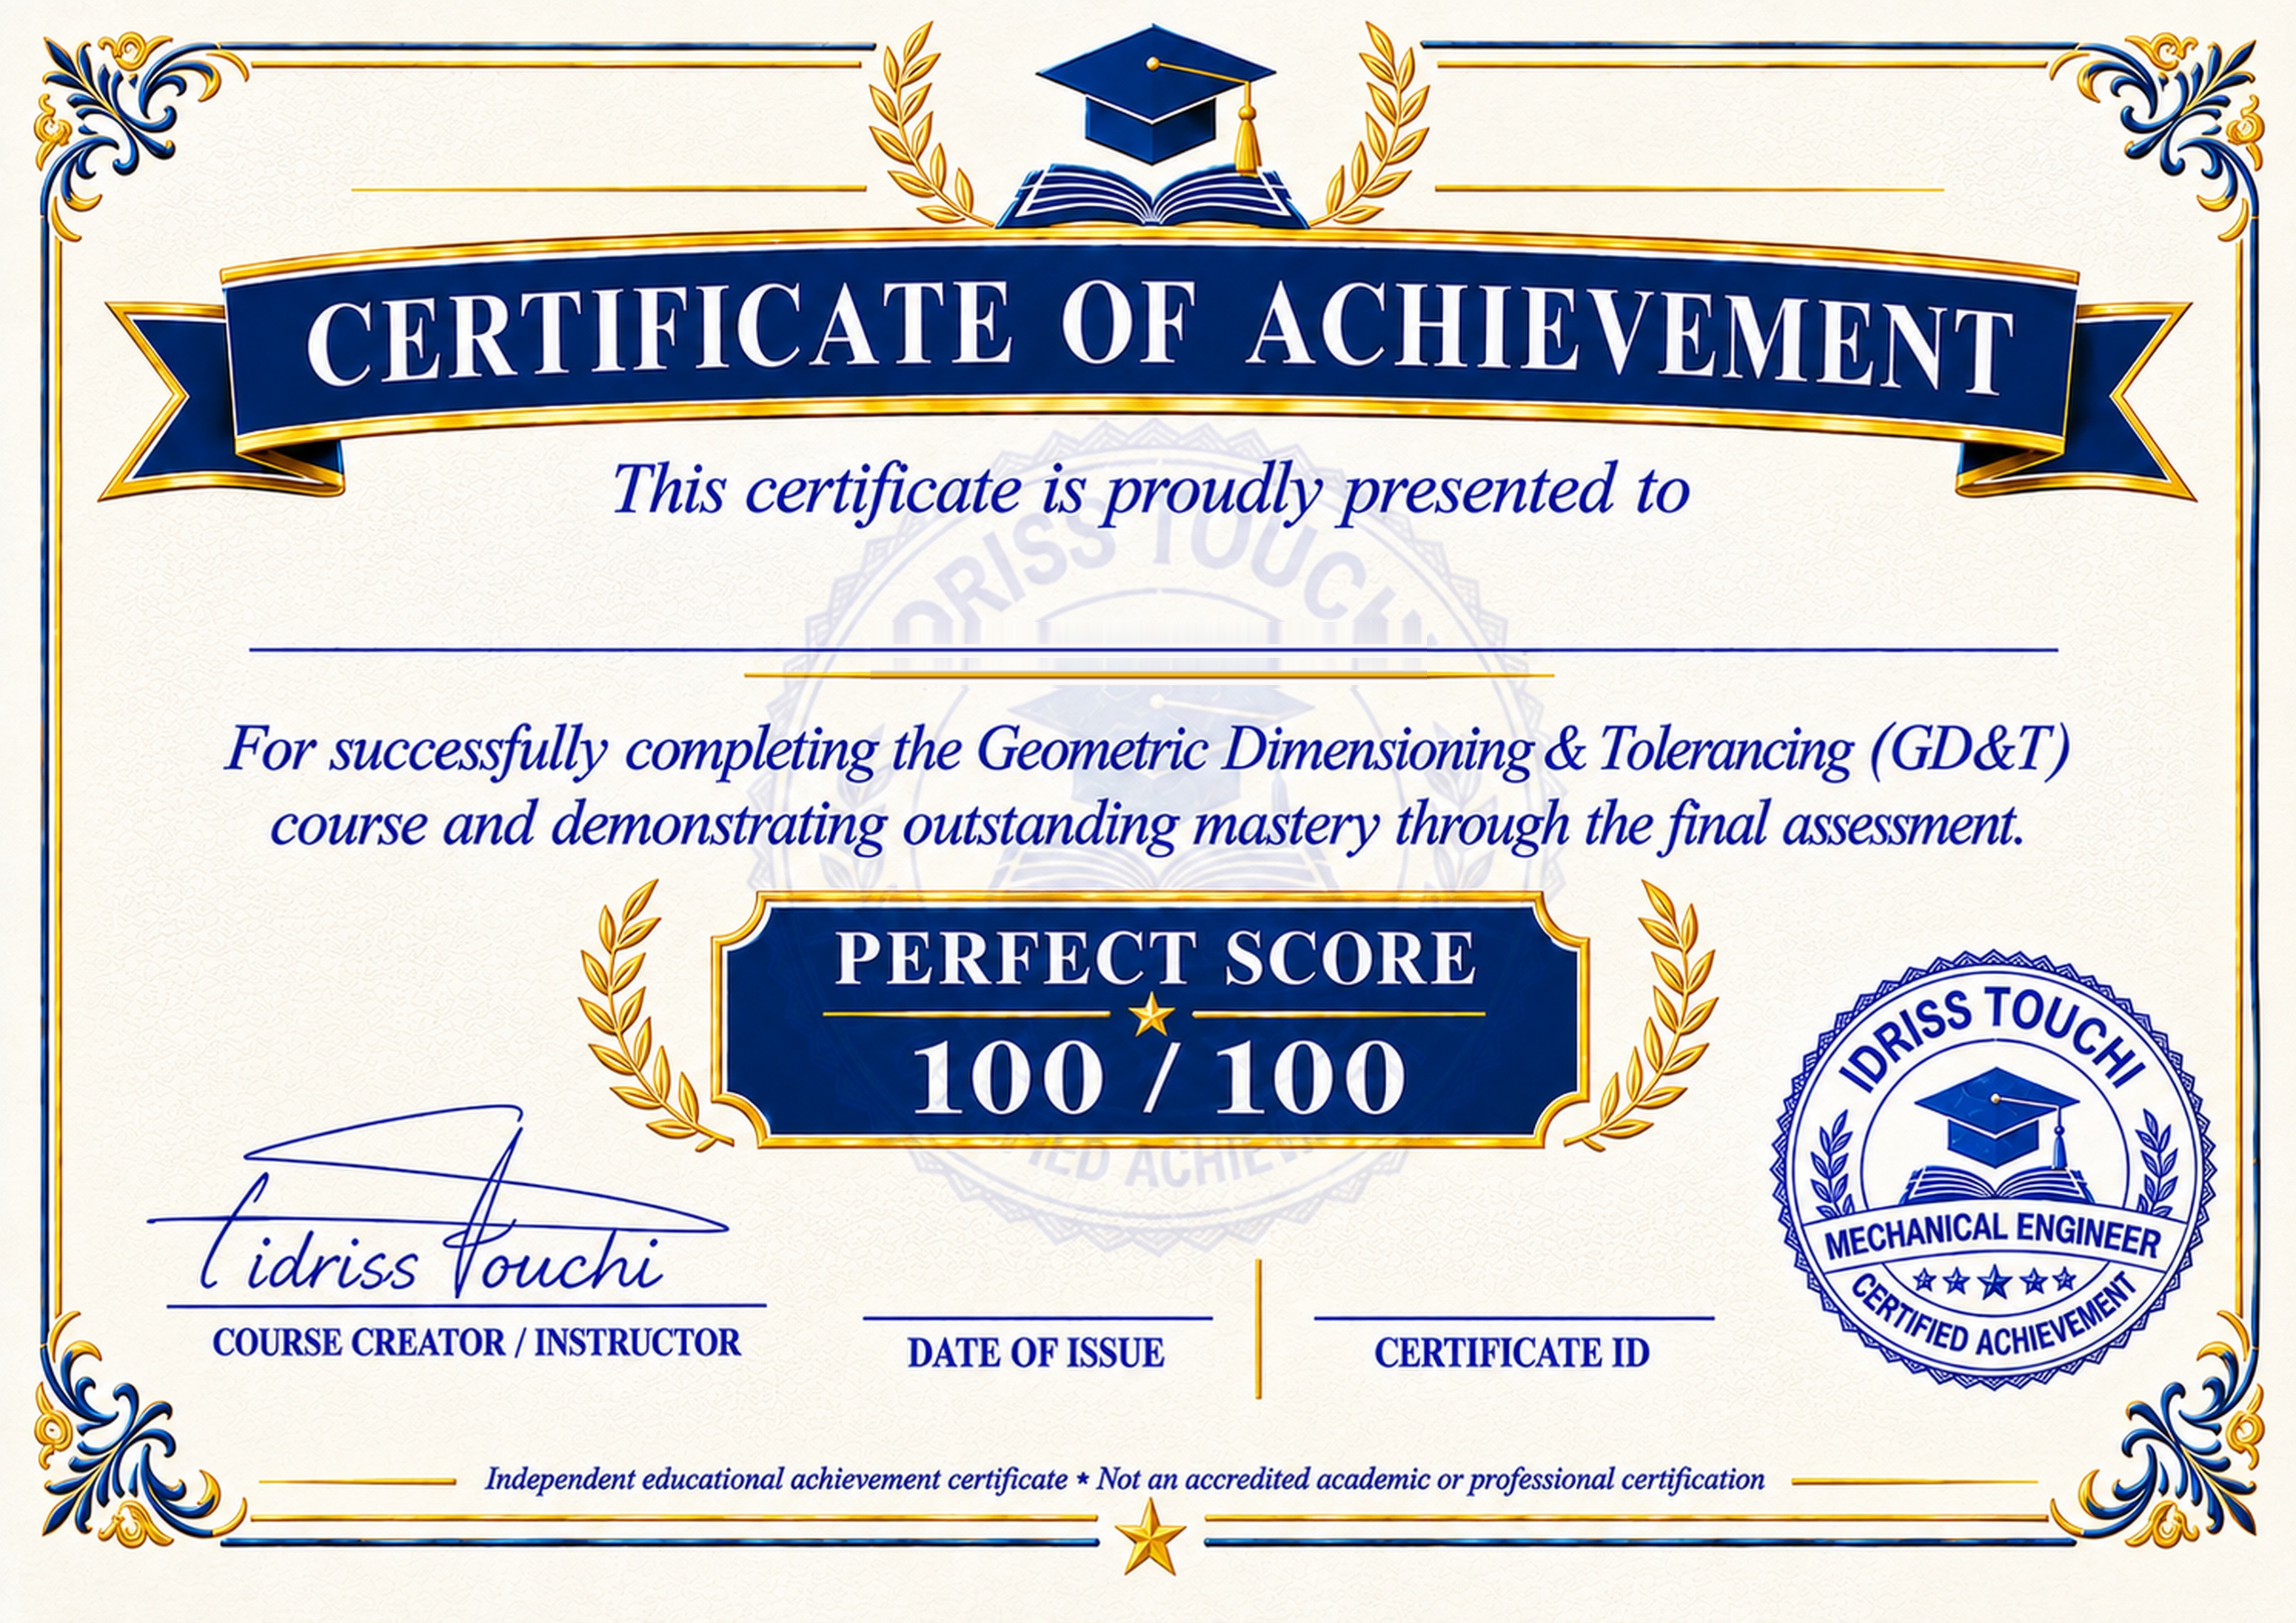 CERTIFICATE OF ACHIEVEMENT
This certificate is proudly presented to
IDRISS TOUCHI
For successfully completing the Geometric Dimensioning & Tolerancing (GD&T)
course and demonstrating outstanding mastery through the final assessment.
PERFECT SCORE
100 / 100
idriss Touchi
COURSE CREATOR / INSTRUCTOR
DATE OF ISSUE
CERTIFICATE ID
IDRISS TOUCHI
MECHANICAL ENGINEER
CERTIFIED ACHIEVEMENT
Independent educational achievement certificate * Not an accredited academic or professional certification